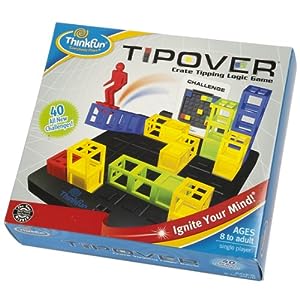 Thinkfun
TIPOVER
Crate Tipping Logic Game
CHALLENGE
40
all New
Challenges!
Thinkfun
Ignite Your Mind!
AGES
8 to adult
single player
TIPOVER